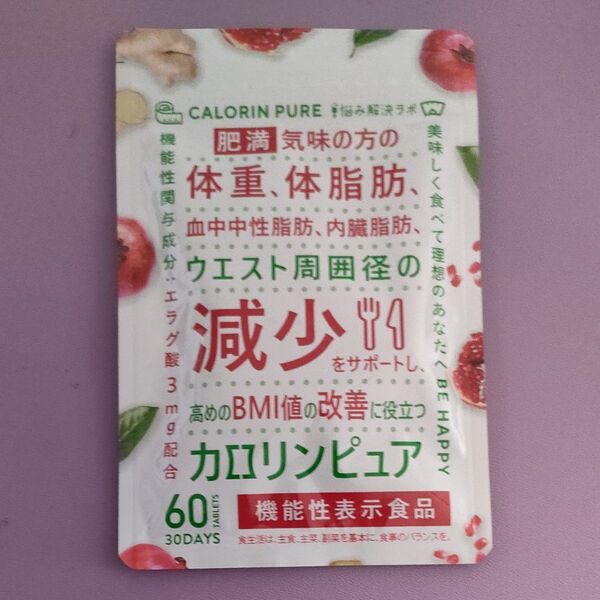 CALORIN PURE 悩み解決ラボ
肥満 気味の方の
体重、体脂肪、
血中中性脂肪、内臓脂肪、
ウエスト周囲径の
減少
をサポートし、
高めのBMI値の改善に役立つ
カロリンピュア
60 TABLETS
30DAYS
機能性表示食品
食生活は、主食、主菜、副菜を基本に、食事のバランスを。
機能性関与成分:エラグ酸3mg配合
美味しく食べて理想のあなたへ BE HAPPY